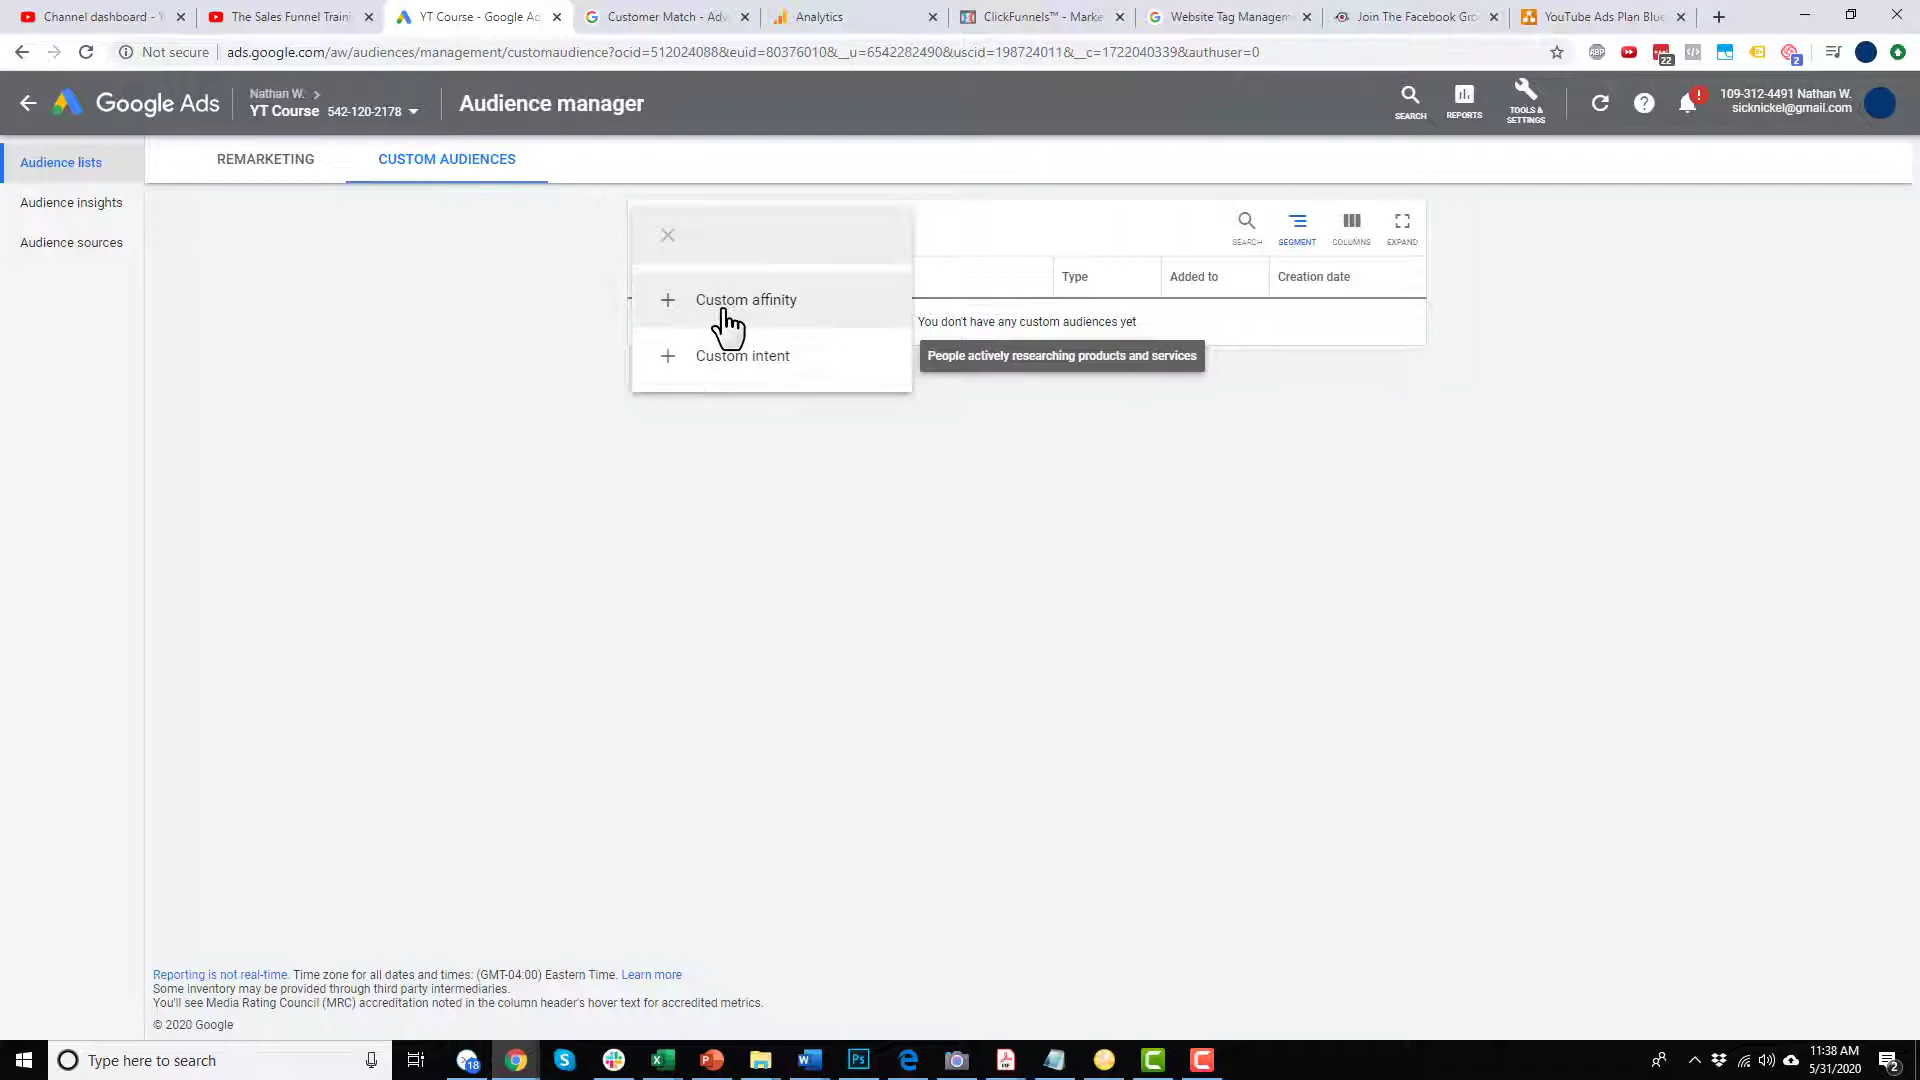 Channel dashboard - Y
The Sales Funnel Traini
YT Course - Google Ad
Customer Match - Adv
Analytics
ClickFunnels™ - Marke
Website Tag Managem
Join The Facebook Gro
YouTube Ads Plan Blue
Not secure
ads.google.com/aw/audiences/management/customaudience?ocid=512024088&euid=80376010&__u=6542282490&uscid=198724011&__c=1722040339&authuser=0
ABP
22
2
Google Ads
Nathan W.
YT Course 542-120-2178
Audience manager
SEARCH
REPORTS
TOOLS &
SETTINGS
109-312-4491 Nathan W.
sicknickel@gmail.com
Audience lists
Audience insights
Audience sources
REMARKETING
CUSTOM AUDIENCES
SEARCH
SEGMENT
COLUMNS
EXPAND
Type
Added to
Creation date
Custom affinity
You don't have any custom audiences yet
Custom intent
People actively researching products and services
Reporting is not real-time. Time zone for all dates and times: (GMT-04:00) Eastern Time. Learn more
Some inventory may be provided through third party intermediaries.
You'll see Media Rating Council (MRC) accreditation noted in the column header's hover text for accredited metrics.
© 2020 Google
Type here to search
18
Ps
11:38 AM
5/31/2020
2